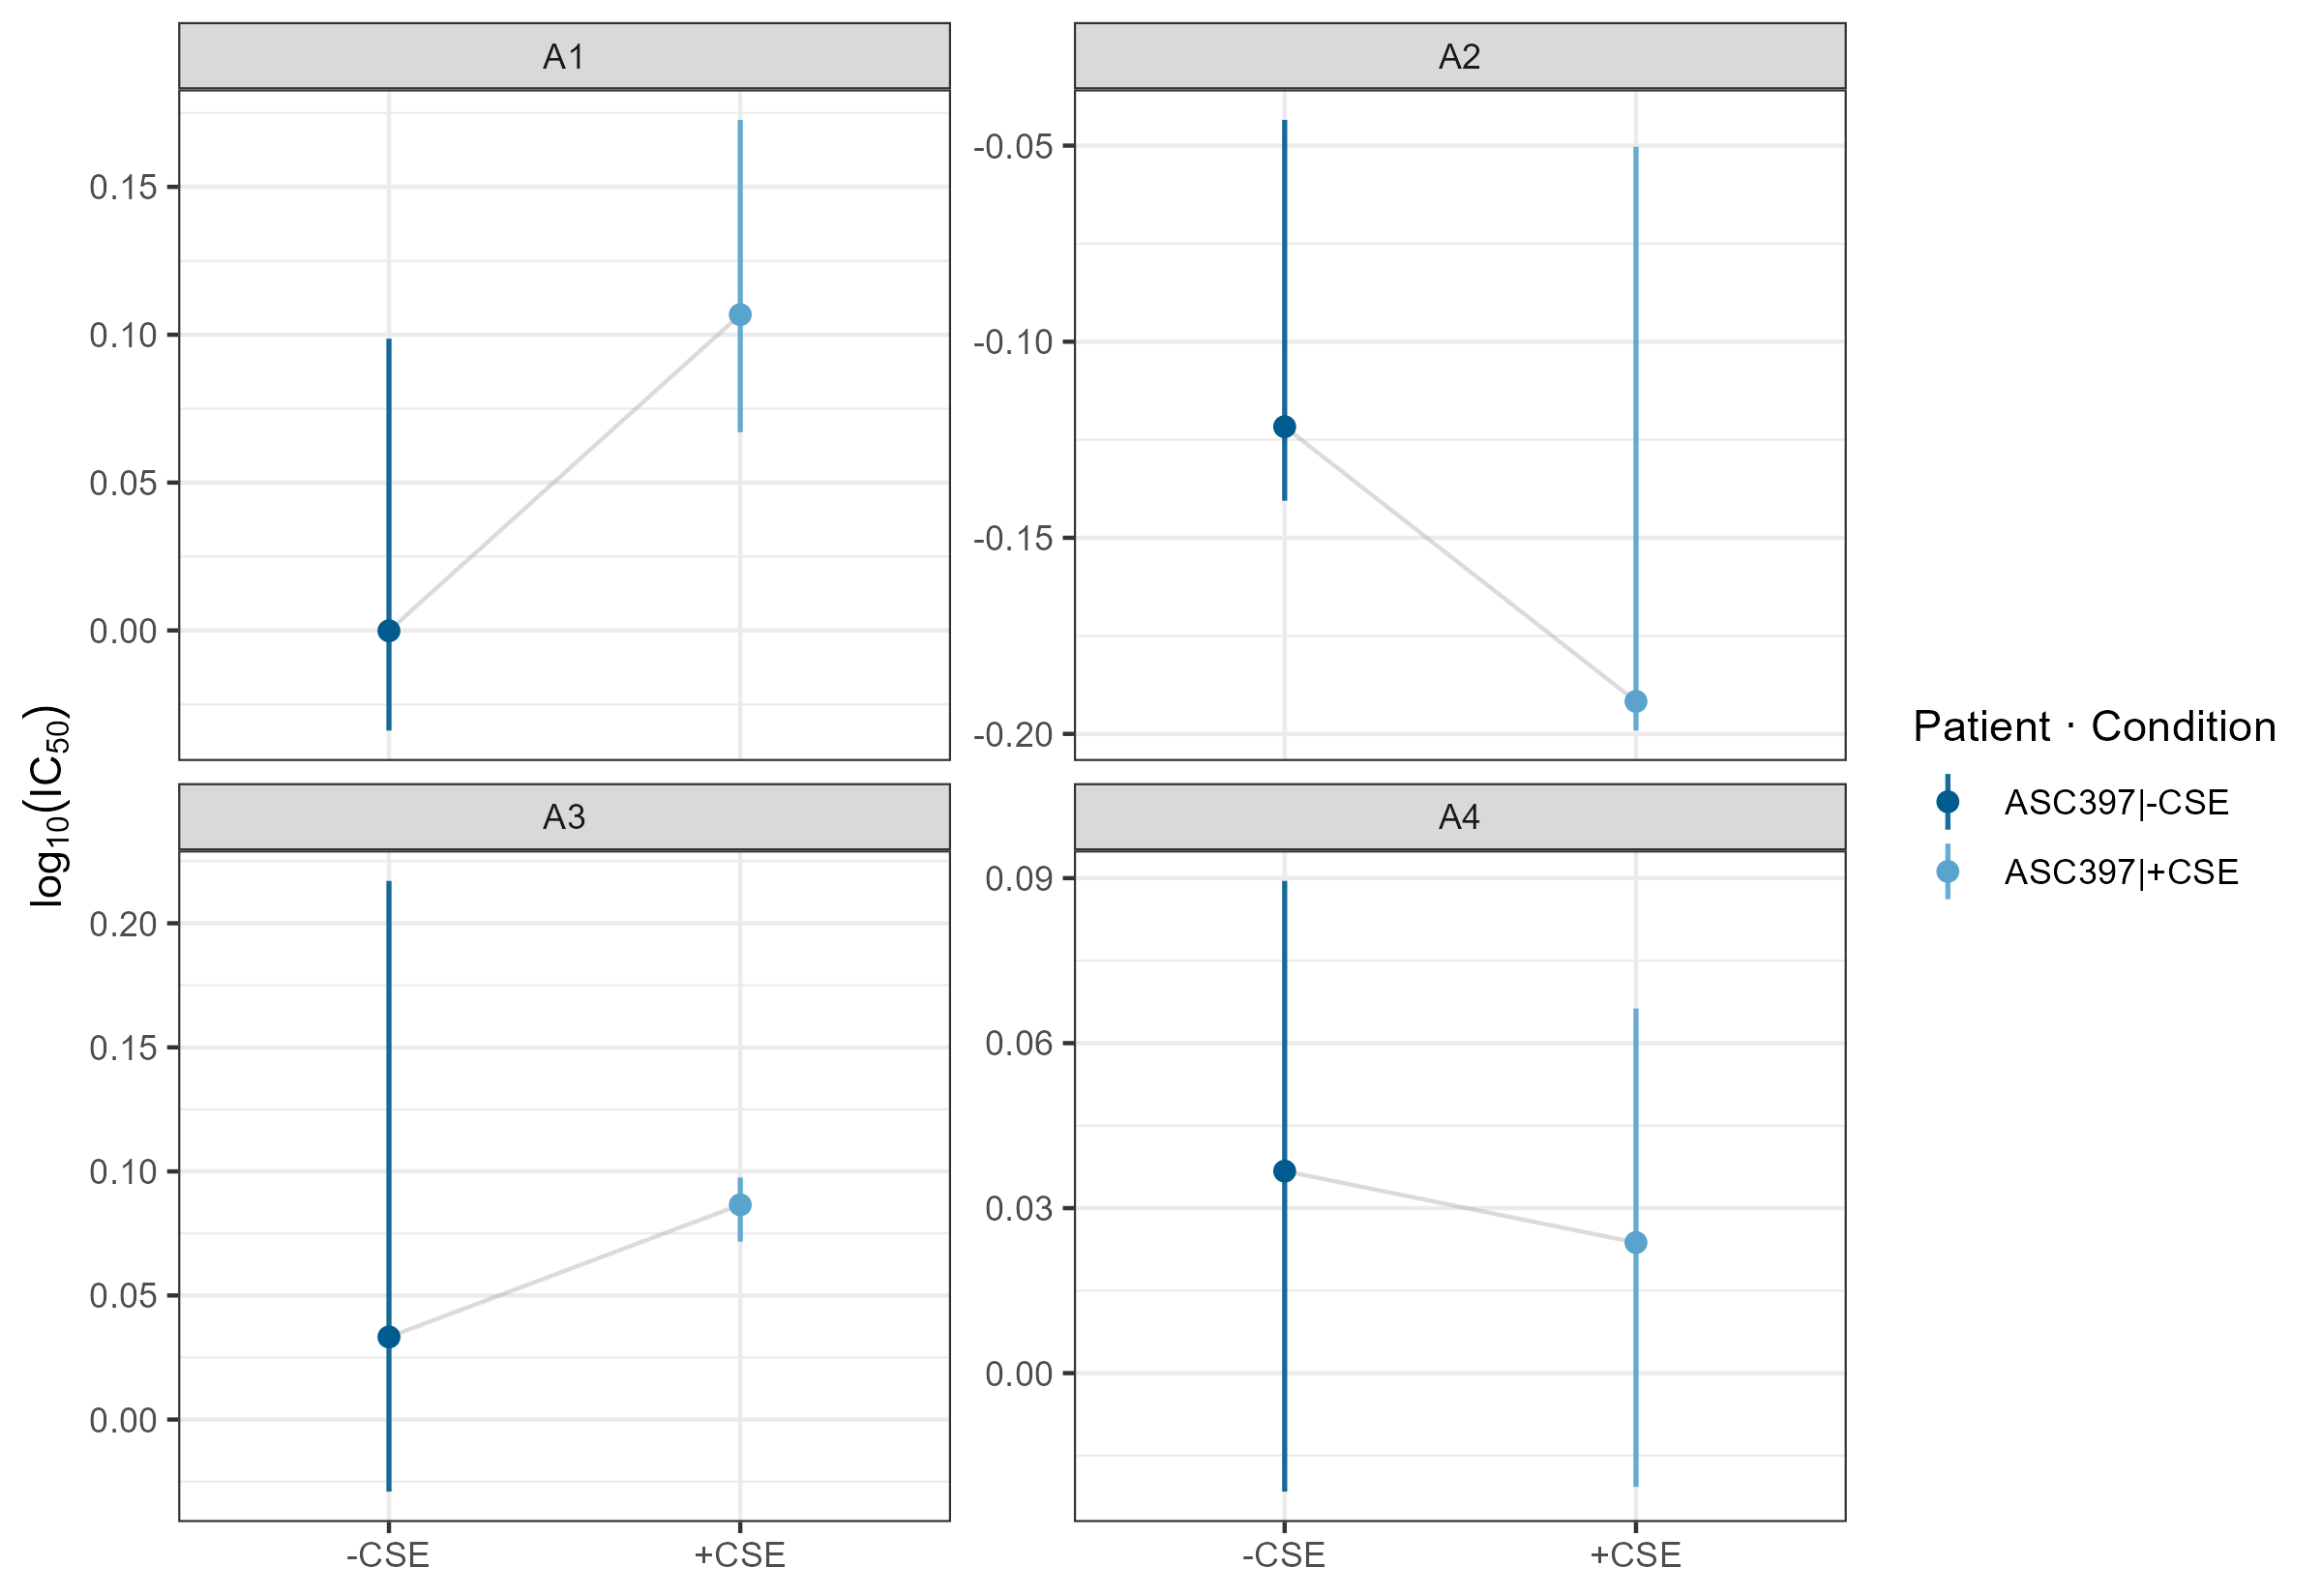 A1
A2
0.15
0.10
0.05
0.00
-0.05
-0.10
-0.15
-0.20
log10(IC50)
A3
A4
0.20
0.15
0.10
0.05
0.00
0.09
0.06
0.03
0.00
-CSE
+CSE
-CSE
+CSE
Patient · Condition
ASC397|-CSE
ASC397|+CSE